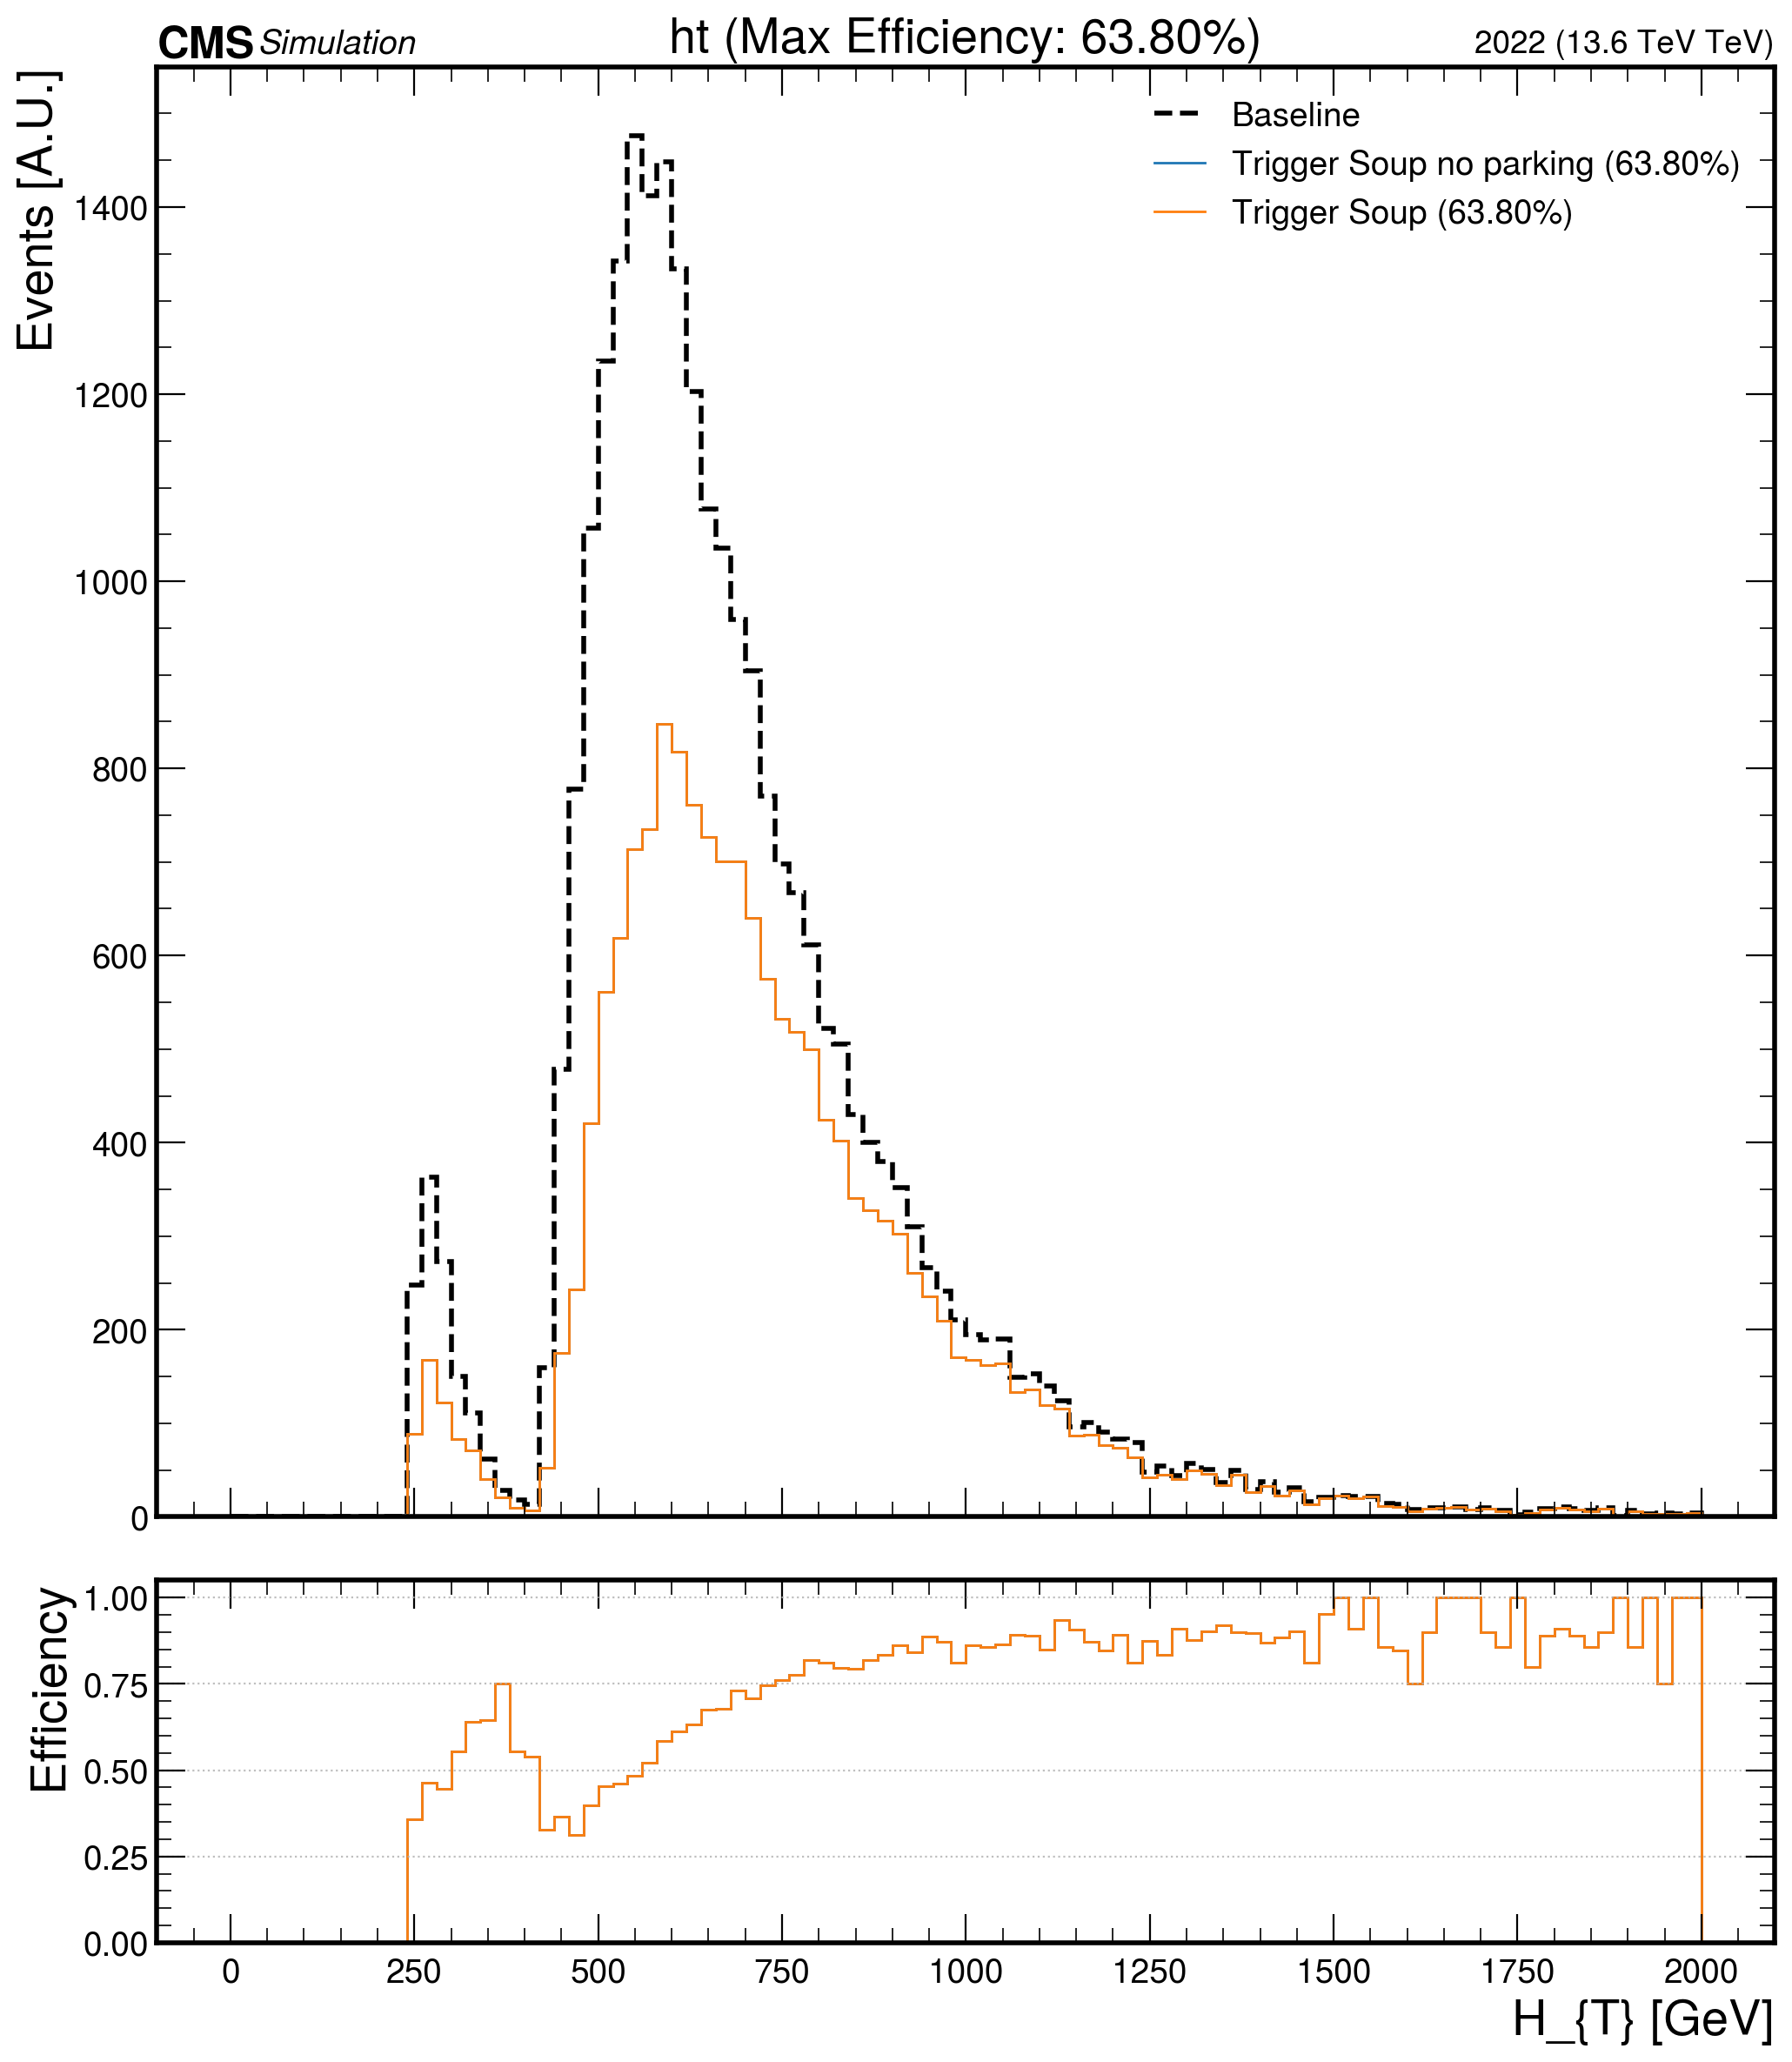 CMS Simulation ht (Max Efficiency: 63.80%) 2022 (13.6 TeV TeV)
Events [A.U.]
Baseline
Trigger Soup no parking (63.80%)
Trigger Soup (63.80%)
1400
1200
1000
800
600
400
200
0
Efficiency
1.00
0.75
0.50
0.25
0.00
0 250 500 750 1000 1250 1500 1750 2000
H_{T} [GeV]